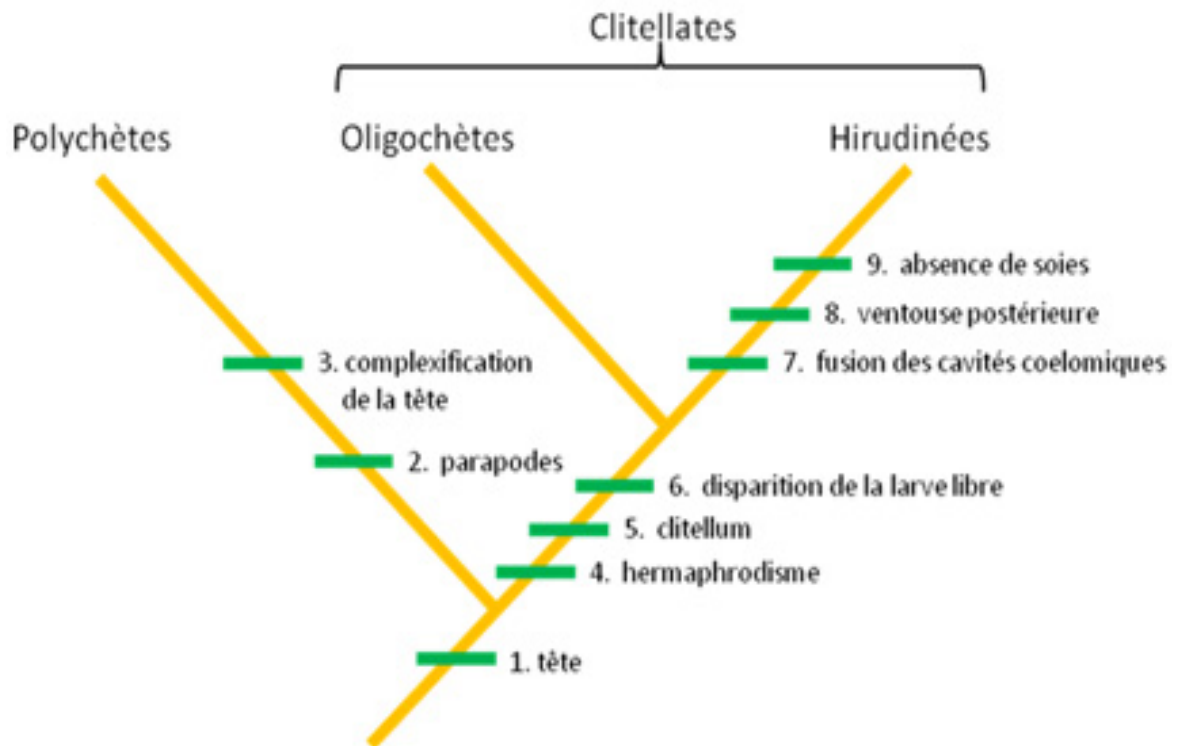 Clitellates
Polychètes
Oligochètes
Hirudinées
9. absence de soies
8. ventouse postérieure
7. fusion des cavités coelomiques
3. complexification
de la tête
2. parapodes
6. disparition de la larve libre
5. clitellum
4. hermaphrodisme
1. tête